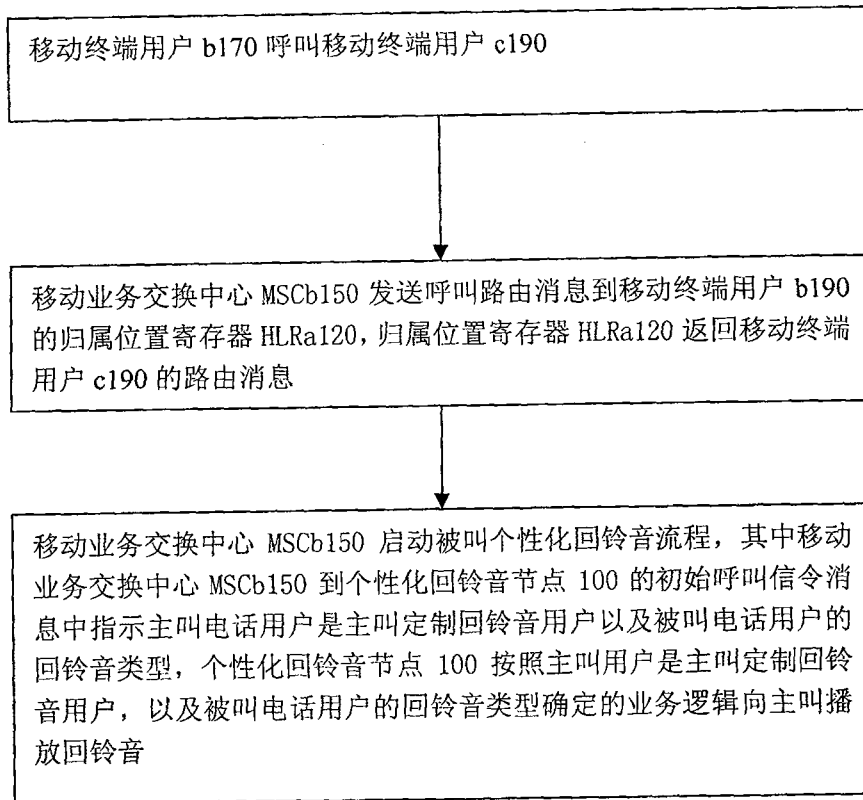 移动终端用户 b170 呼叫移动终端用户 c190
移动业务交换中心 MSCb150 发送呼叫路由消息到移动终端用户 b190
的归属位置寄存器 HLRa120，归属位置寄存器 HLRa120 返回移动终端
用户 c190 的路由消息
移动业务交换中心 MSCb150 启动被叫个性化回铃音流程，其中移动
业务交换中心 MSCb150 到个性化回铃音节点 100 的初始呼叫信令消
息中指示主叫电话用户是主叫定制回铃音用户以及被叫电话用户的
回铃音类型，个性化回铃音节点 100 按照主叫用户是主叫定制回铃
音用户，以及被叫电话用户的回铃音类型确定的业务逻辑向主叫播
放回铃音